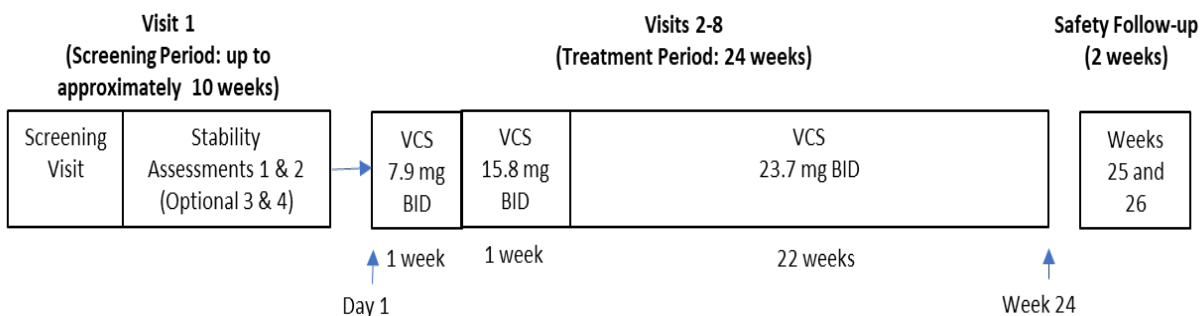 Visit 1
(Screening Period: up to
approximately 10 weeks)
Visits 2-8
(Treatment Period: 24 weeks)
Safety Follow-up
(2 weeks)
Screening
Visit
Stability
Assessments 1 & 2
(Optional 3 & 4)
VCS
7.9 mg
BID
VCS
15.8 mg
BID
VCS
23.7 mg BID
Weeks
25 and
26
1 week
1 week
22 weeks
Day 1
Week 24